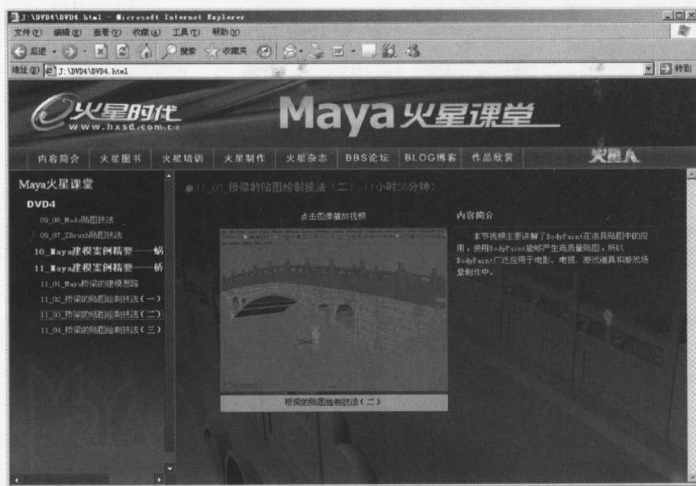 J:\DVD4\DVD4.html - Microsoft Internet Explorer
文件(F) 编辑(E) 查看(V) 收藏(A) 工具(T) 帮助(H)
后退 搜索 收藏夹
地址(D) J:\DVD4\DVD4.html 转到
火星时代
www.hxsd.com.cn
Maya火星课堂
内容简介 火星图书 火星培训 火星制作 火星杂志 BBS论坛 BLOG博客 作品欣赏 火星人
Maya火星课堂
DVD4
09_06_Modo贴图技法
09_07_ZBrush贴图技法
10_Maya建模案例精要——蜗
11_Maya建模案例精要——桥
11_01_Maya桥梁的建模思路
11_02_桥梁的贴图绘制技法(一)
11_03_桥梁的贴图绘制技法(二)
11_04_桥梁的贴图绘制技法(三)
11_03_桥梁的贴图绘制技法(二)(1小时56分钟)
点击图像播放视频
桥梁的贴图绘制技法(二)
内容简介
本节视频主要讲解了BodyPaint在道具贴图中的应
用,使用BodyPaint能够产生高质量贴图,所以
BodyPaint广泛应用于电影、电视、游戏道具和游戏场
景制作中。